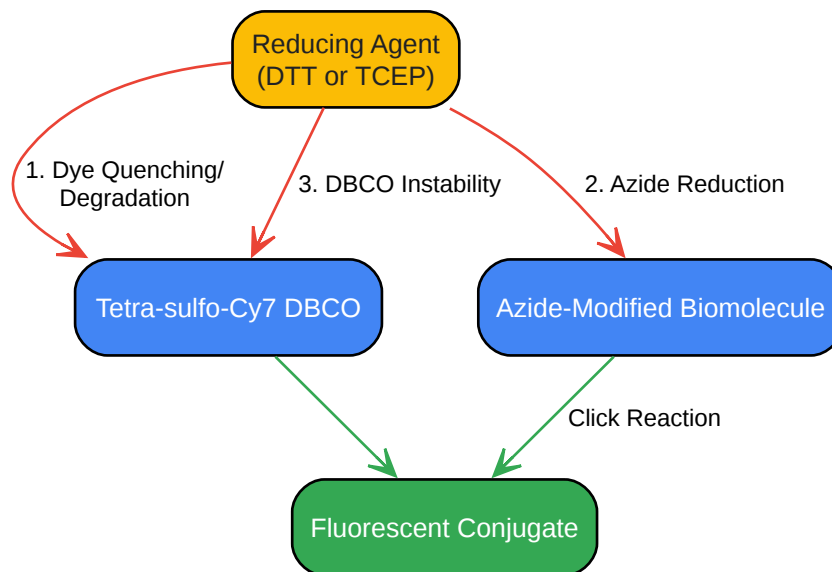 Reducing Agent
(DTT or TCEP)
1. Dye Quenching/
Degradation
3. DBCO Instability
2. Azide Reduction
Tetra-sulfo-Cy7 DBCO
Azide-Modified Biomolecule
Click Reaction
Fluorescent Conjugate